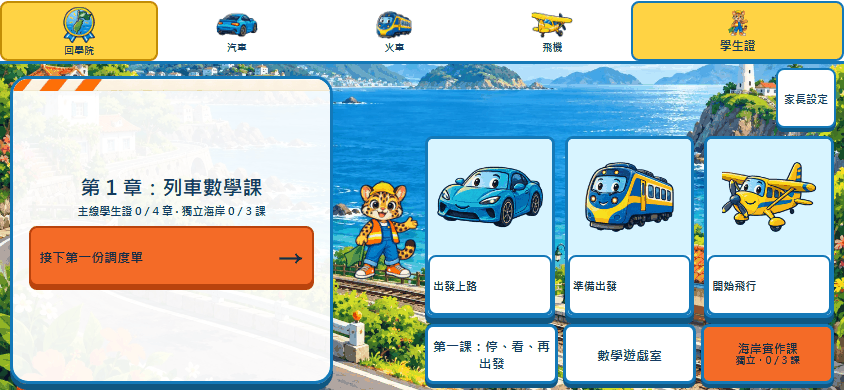 回學院
汽車
火車
飛機
學生證
家長設定
第 1 章：列車數學課
主線學生證 0 / 4 章 · 獨立海岸 0 / 3 課
接下第一份調度單 →
出發上路
準備出發
開始飛行
第一課：停、看、再
出發
數學遊戲室
海岸實作課
獨立 · 0 / 3 課